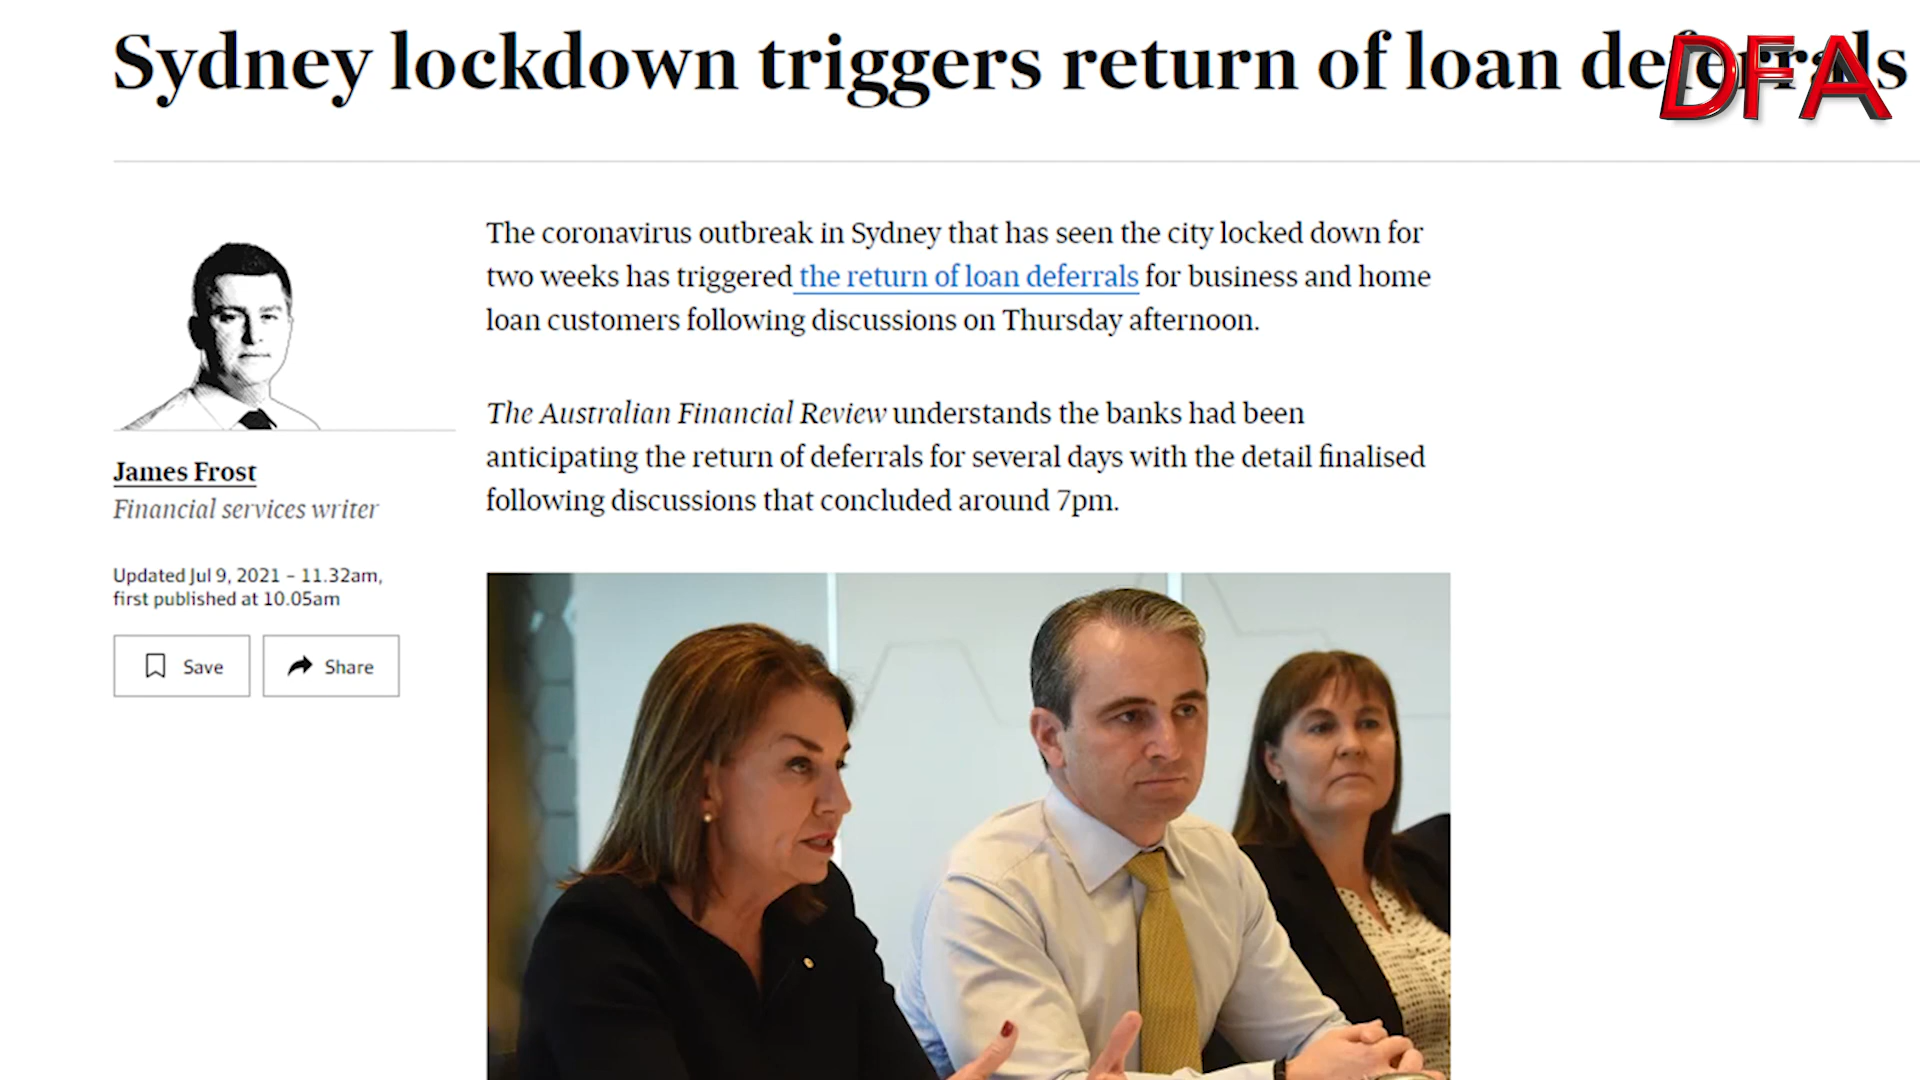 Sydney lockdown triggers return of loan deferrals
DFA
The coronavirus outbreak in Sydney that has seen the city locked down for
two weeks has triggered the return of loan deferrals for business and home
loan customers following discussions on Thursday afternoon.
The Australian Financial Review understands the banks had been
anticipating the return of deferrals for several days with the detail finalised
following discussions that concluded around 7pm.
James Frost
Financial services writer
Updated Jul 9, 2021 – 11.32am,
first published at 10.05am
Save
Share